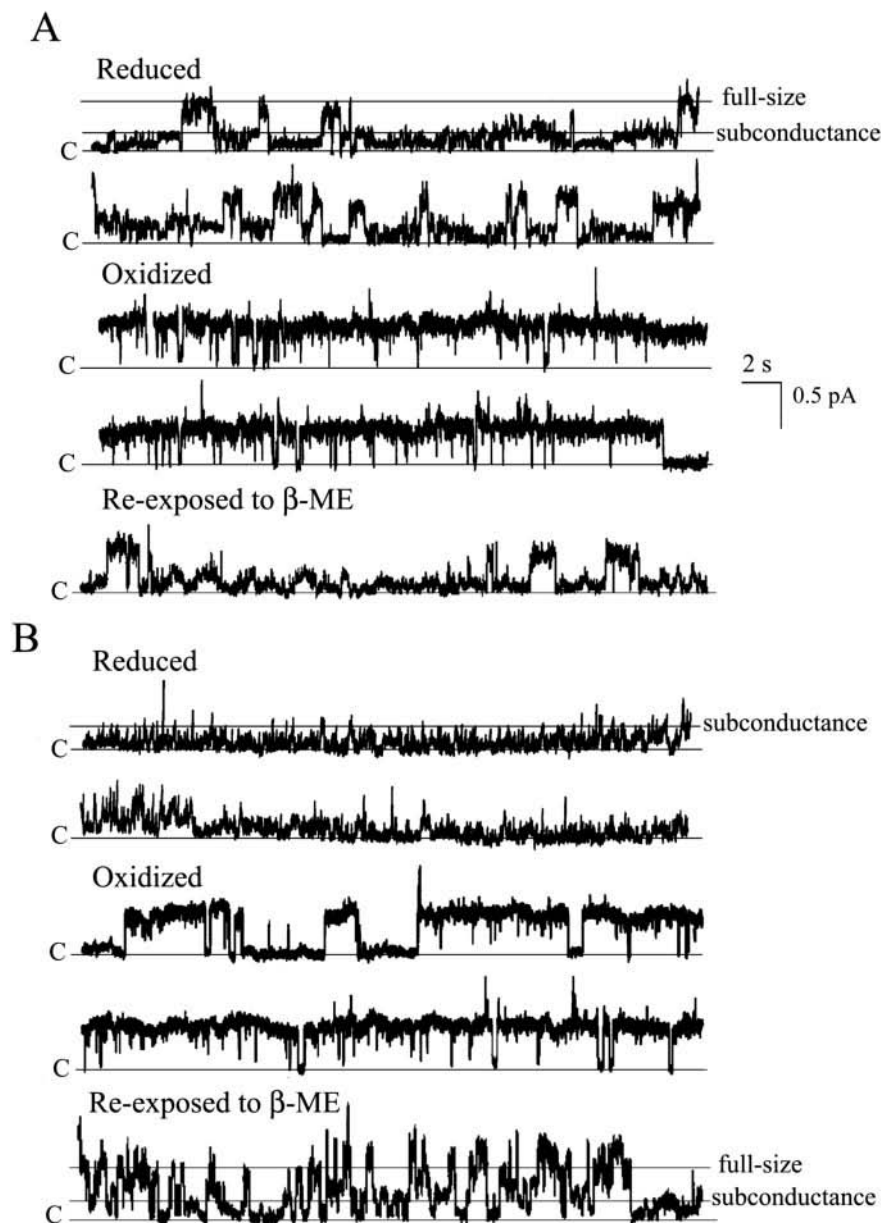 A
Reduced
full-size
subconductance
C
C
Oxidized
C
2 s
0.5 pA
C
Re-exposed to β-ME
C
B
Reduced
subconductance
C
C
Oxidized
C
C
Re-exposed to β-ME
full-size
subconductance
C